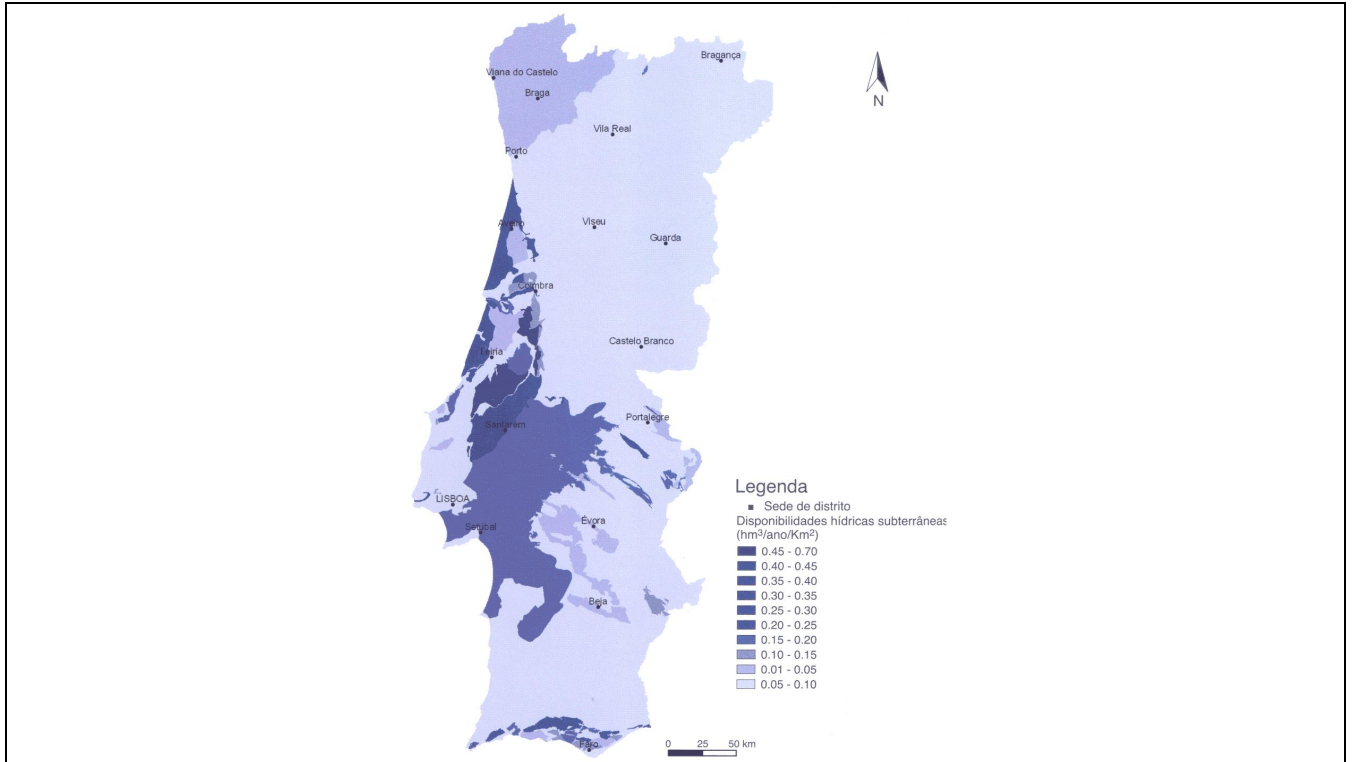 Bragança
Viana do Castelo
Braga
N
Vila Real
Porto
Aveiro
Viseu
Guarda
Coimbra
Castelo Branco
Leiria
Portalegre
Santarém
LISBOA
Évora
Setubal
Beja
Faro
Legenda
Sede de distrito
Disponibilidades hídricas subterrâneas
(hm³/ano/Km²)
0.45 - 0.70
0.40 - 0.45
0.35 - 0.40
0.30 - 0.35
0.25 - 0.30
0.20 - 0.25
0.15 - 0.20
0.10 - 0.15
0.01 - 0.05
0.05 - 0.10
0 25 50 km